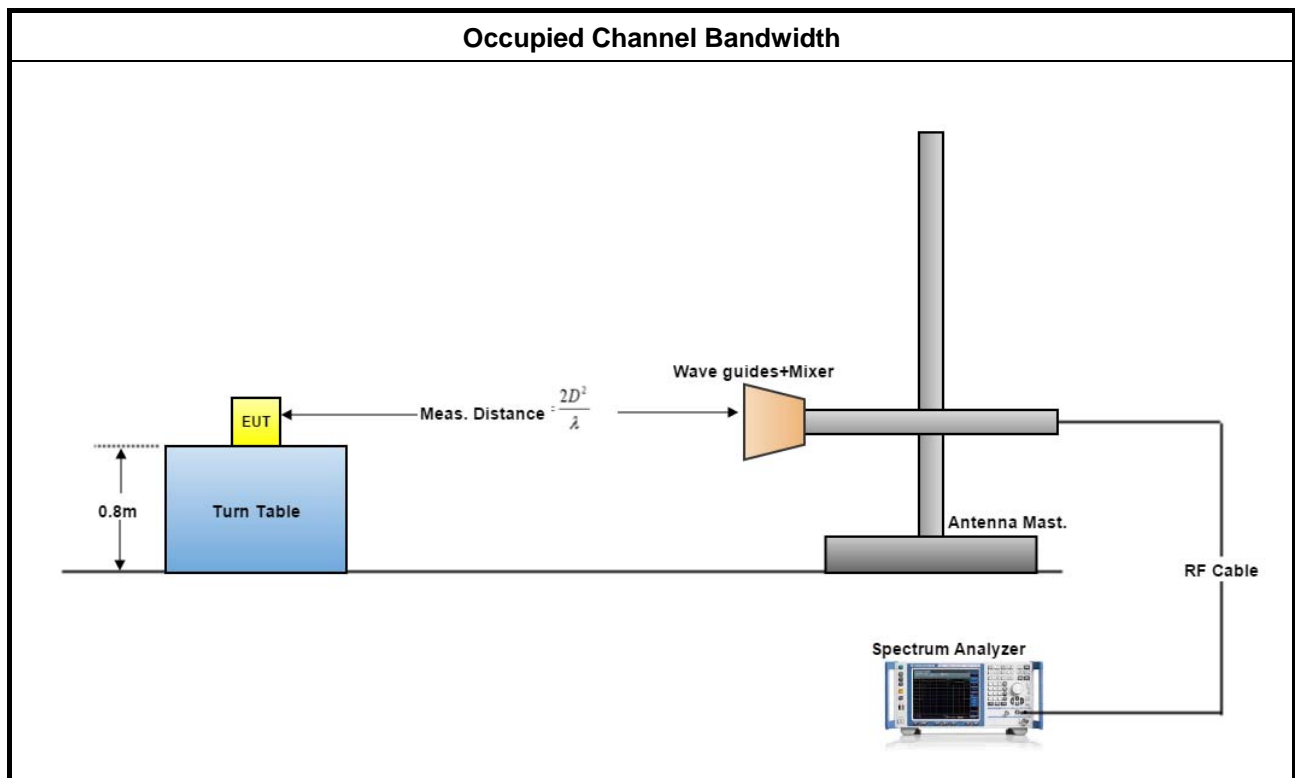 Occupied Channel Bandwidth
Wave guides+Mixer
EUT
Meas. Distance = 2D²/λ
0.8m
Turn Table
Antenna Mast.
RF Cable
Spectrum Analyzer